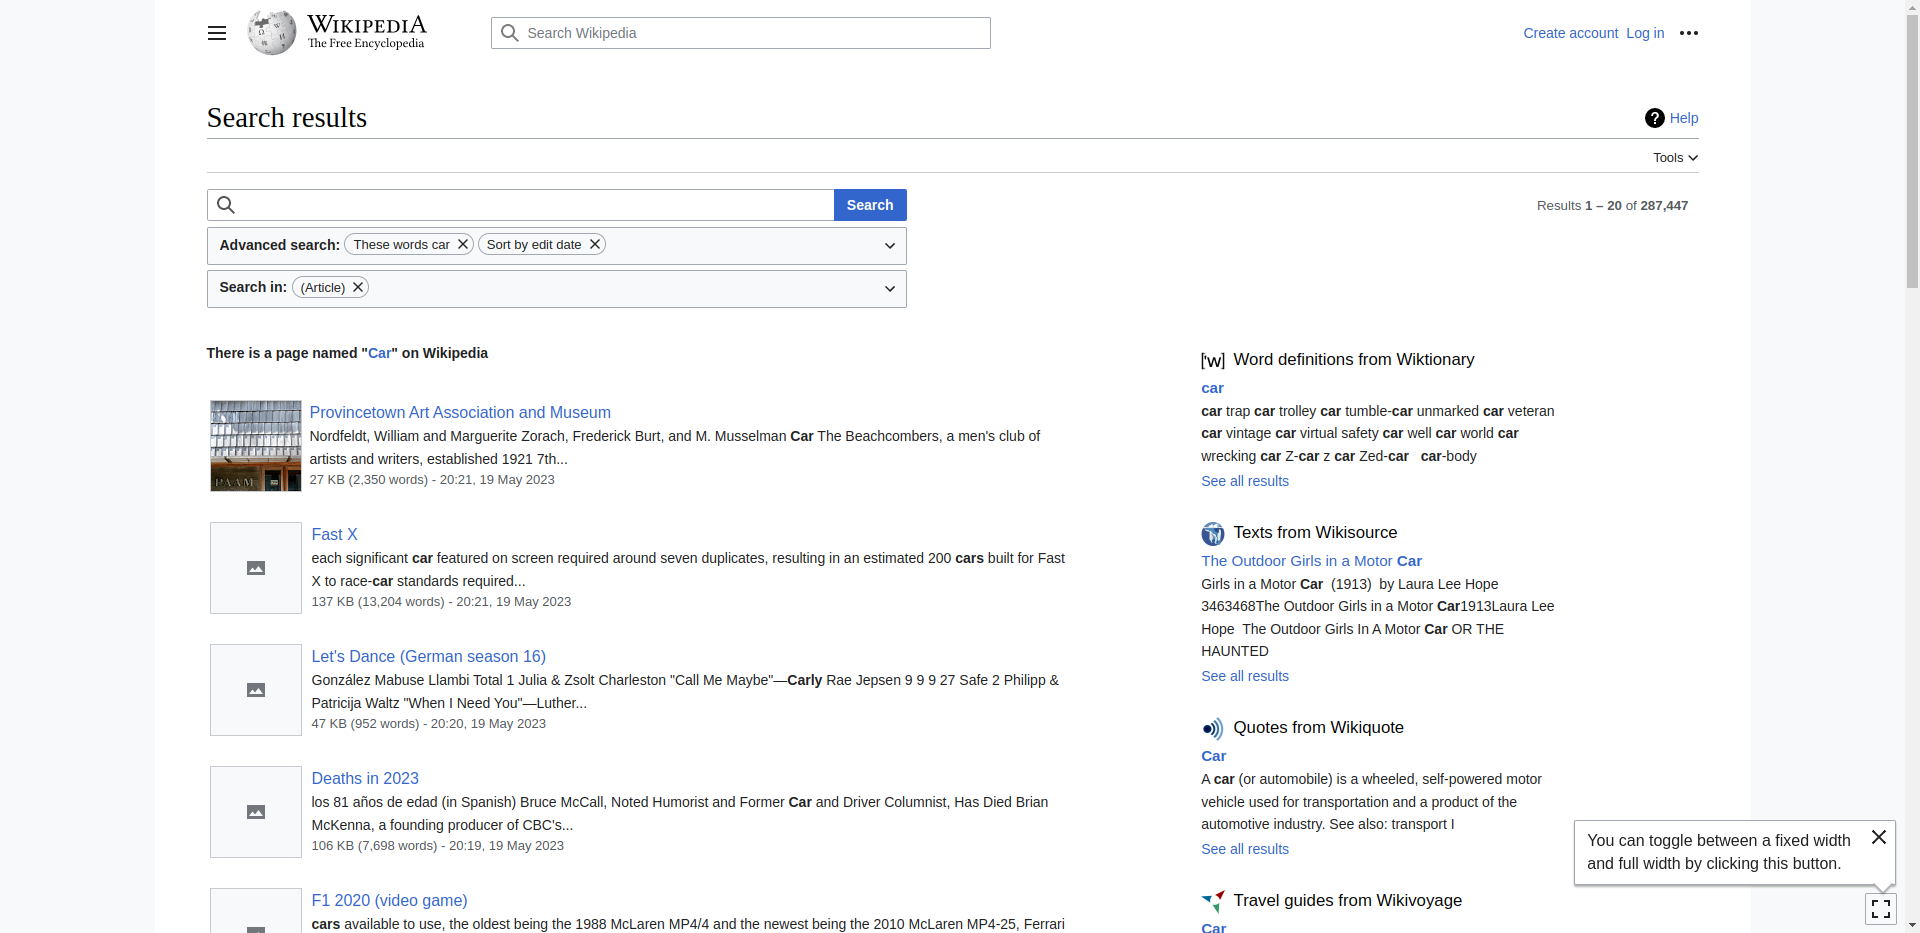 WIKIPEDIA
The Free Encyclopedia
Search Wikipedia
Create account Log in
Search results
Help
Tools
Search
Results 1 – 20 of 287,447
Advanced search: These words car Sort by edit date
Search in: (Article)
There is a page named "Car" on Wikipedia
Provincetown Art Association and Museum
Nordfeldt, William and Marguerite Zorach, Frederick Burt, and M. Musselman Car The Beachcombers, a men's club of
artists and writers, established 1921 7th...
27 KB (2,350 words) - 20:21, 19 May 2023
PAAM
Fast X
each significant car featured on screen required around seven duplicates, resulting in an estimated 200 cars built for Fast
X to race-car standards required...
137 KB (13,204 words) - 20:21, 19 May 2023
Let's Dance (German season 16)
González Mabuse Llambi Total 1 Julia & Zsolt Charleston "Call Me Maybe"—Carly Rae Jepsen 9 9 9 27 Safe 2 Philipp &
Patricija Waltz "When I Need You"—Luther...
47 KB (952 words) - 20:20, 19 May 2023
Deaths in 2023
los 81 años de edad (in Spanish) Bruce McCall, Noted Humorist and Former Car and Driver Columnist, Has Died Brian
McKenna, a founding producer of CBC's...
106 KB (7,698 words) - 20:19, 19 May 2023
F1 2020 (video game)
cars available to use, the oldest being the 1988 McLaren MP4/4 and the newest being the 2010 McLaren MP4-25, Ferrari
['w] Word definitions from Wiktionary
car
car trap car trolley car tumble-car unmarked car veteran
car vintage car virtual safety car well car world car
wrecking car Z-car z car Zed-car car-body
See all results
Texts from Wikisource
The Outdoor Girls in a Motor Car
Girls in a Motor Car (1913) by Laura Lee Hope
3463468The Outdoor Girls in a Motor Car1913Laura Lee
Hope The Outdoor Girls In A Motor Car OR THE
HAUNTED
See all results
Quotes from Wikiquote
Car
A car (or automobile) is a wheeled, self-powered motor
vehicle used for transportation and a product of the
automotive industry. See also: transport I
See all results
Travel guides from Wikivoyage
Car
You can toggle between a fixed width
and full width by clicking this button.